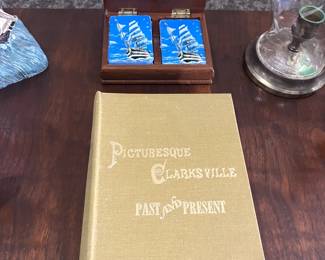 PICTURESQUE
CLARKSVILLE
PAST AND PRESENT